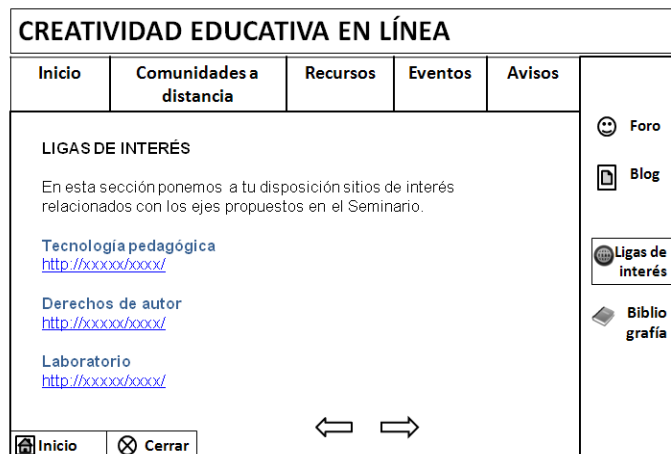 CREATIVIDAD EDUCATIVA EN LÍNEA
Inicio
Comunidades a
distancia
Recursos
Eventos
Avisos
LIGAS DE INTERÉS
En esta sección ponemos a tu disposición sitios de interés
relacionados con los ejes propuestos en el Seminario.
Tecnología pedagógica
http://xxxxx/xxxx/
Derechos de autor
http://xxxxx/xxxx/
Laboratorio
http://xxxxx/xxxx/
Foro
Blog
Ligas de
interés
Biblio
grafía
Inicio
Cerrar